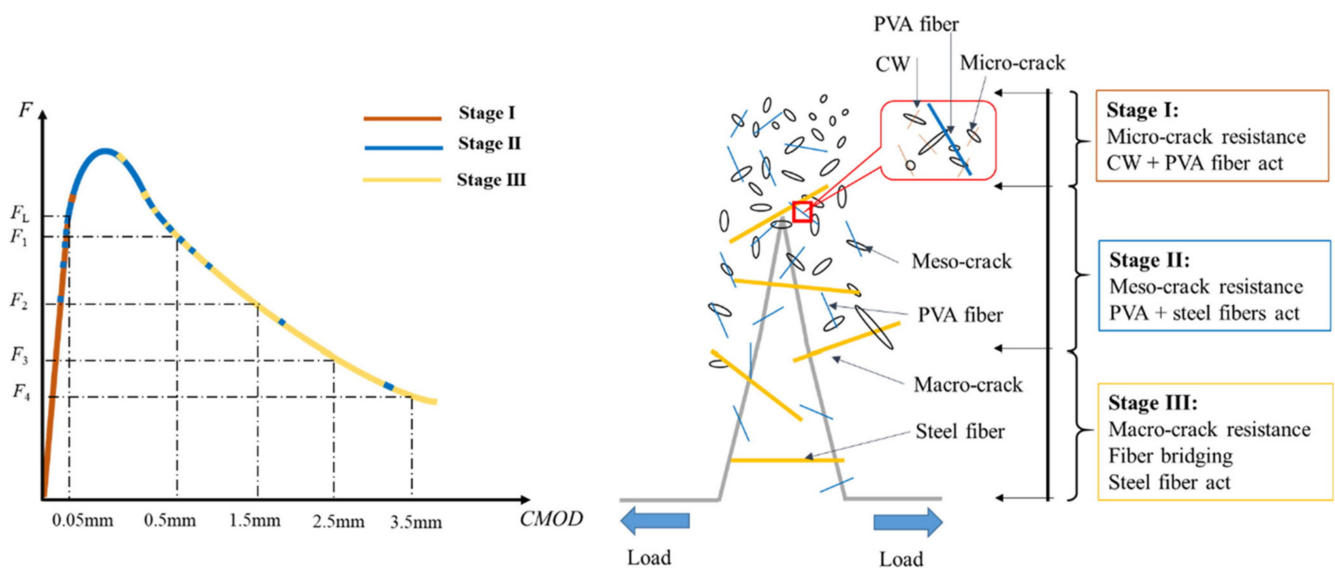 F
Stage I
Stage II
Stage III
F_L
F_1
F_2
F_3
F_4
0.05mm
0.5mm
1.5mm
2.5mm
3.5mm
CMOD
PVA fiber
CW
Micro-crack
Meso-crack
PVA fiber
Macro-crack
Steel fiber
Load
Load
Stage I:
Micro-crack resistance
CW + PVA fiber act
Stage II:
Meso-crack resistance
PVA + steel fibers act
Stage III:
Macro-crack resistance
Fiber bridging
Steel fiber act